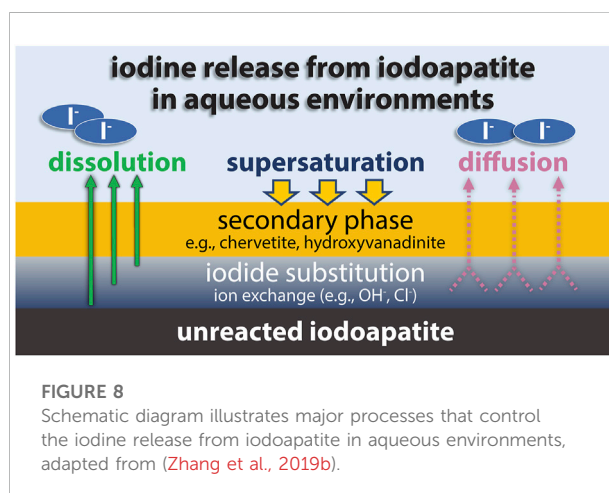 iodine release from iodoapatite
in aqueous environments
I⁻
I⁻
I⁻
I⁻
dissolution
supersaturation
diffusion
secondary phase
e.g., chervetite, hydroxyvanadinite
iodide substitution
ion exchange (e.g., OH⁻, Cl⁻)
unreacted iodoapatite
FIGURE 8
Schematic diagram illustrates major processes that control
the iodine release from iodoapatite in aqueous environments,
adapted from (Zhang et al., 2019b).